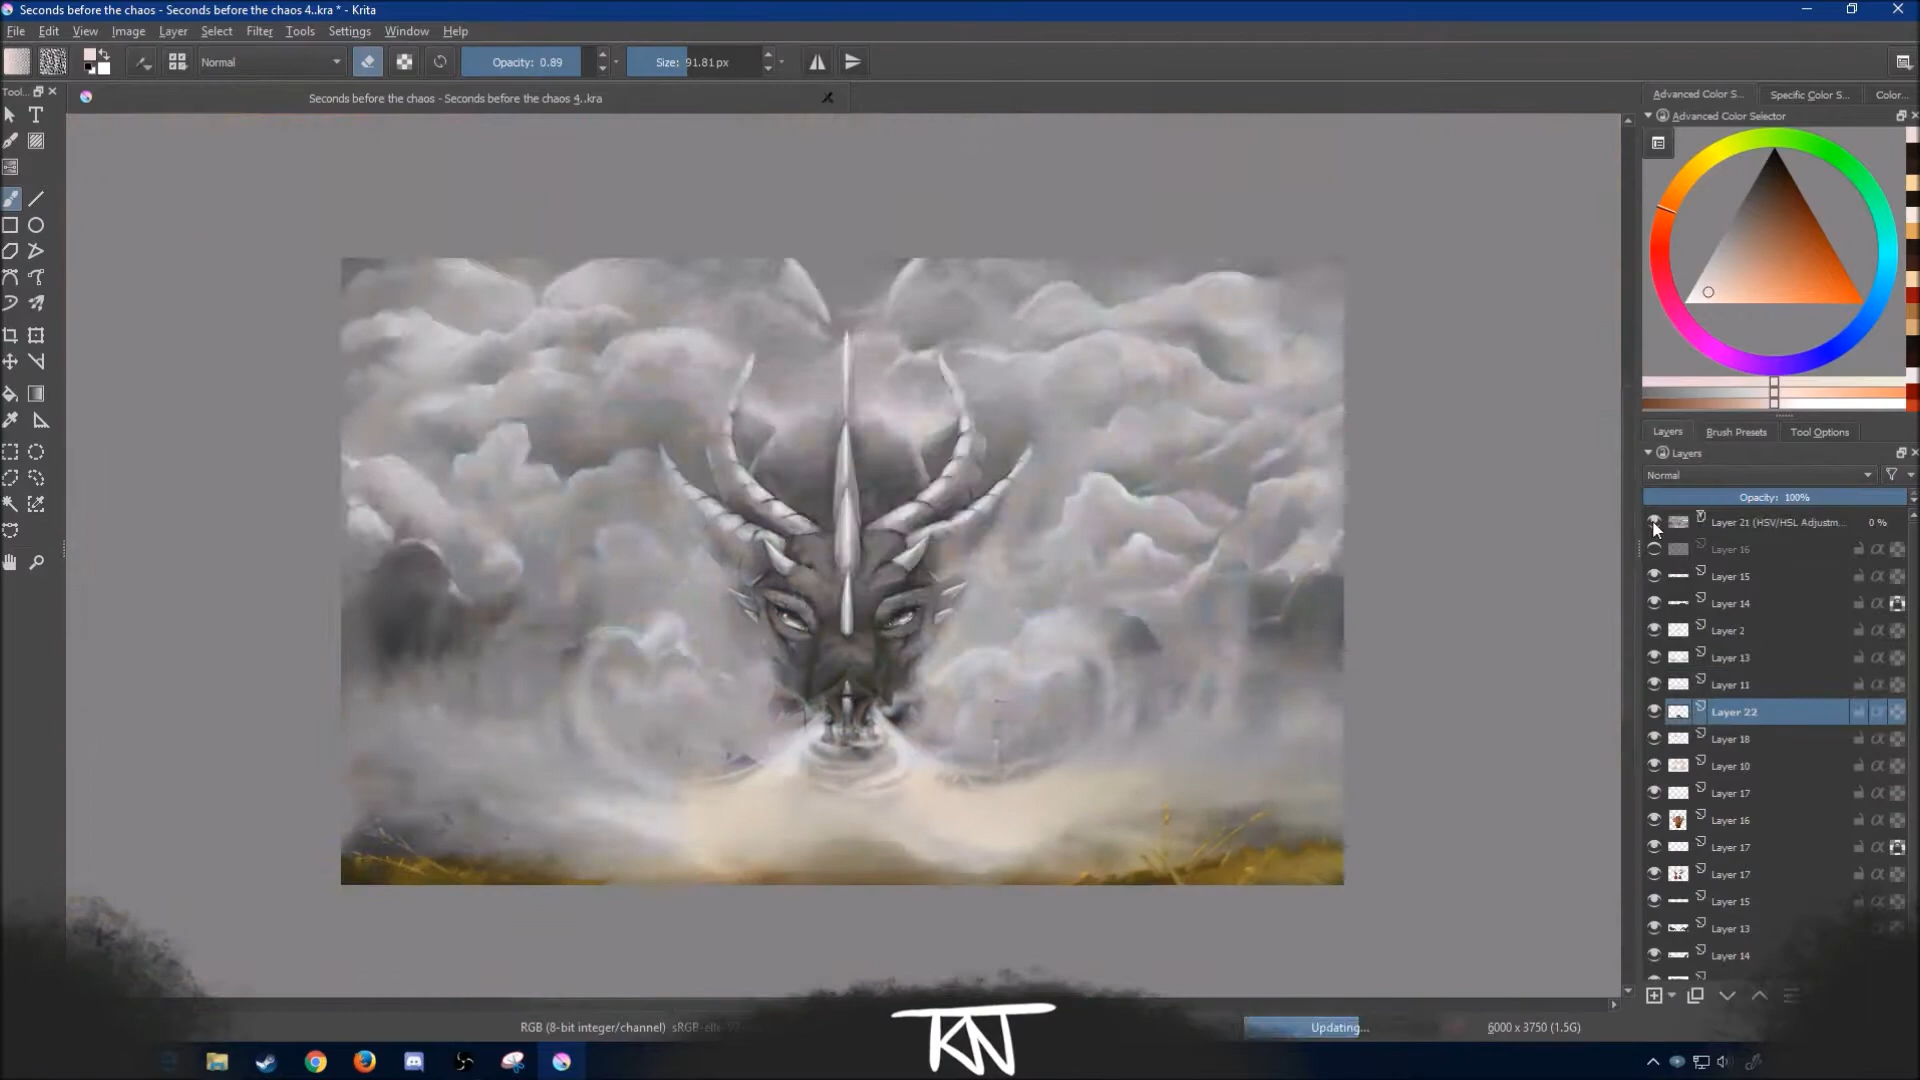 Seconds before the chaos - Seconds before the chaos 4..kra * - Krita
File Edit View Image Layer Select Filter Tools Settings Window Help
Normal
Opacity: 0.89
Size: 91.81 px
Tool...
Seconds before the chaos - Seconds before the chaos 4..kra
Advanced Color S... Specific Color S... Color...
Advanced Color Selector
Layers Brush Presets Tool Options
Layers
Normal
Opacity: 100%
Layer 21 (HSV/HSL Adjustm... 0 %
Layer 16
Layer 15
Layer 14
Layer 2
Layer 13
Layer 11
Layer 22
Layer 18
Layer 10
Layer 17
Layer 16
Layer 17
Layer 17
Layer 15
Layer 13
Layer 14
RGB (8-bit integer/channel)
Updating...
6000 x 3750 (1.5G)
KN